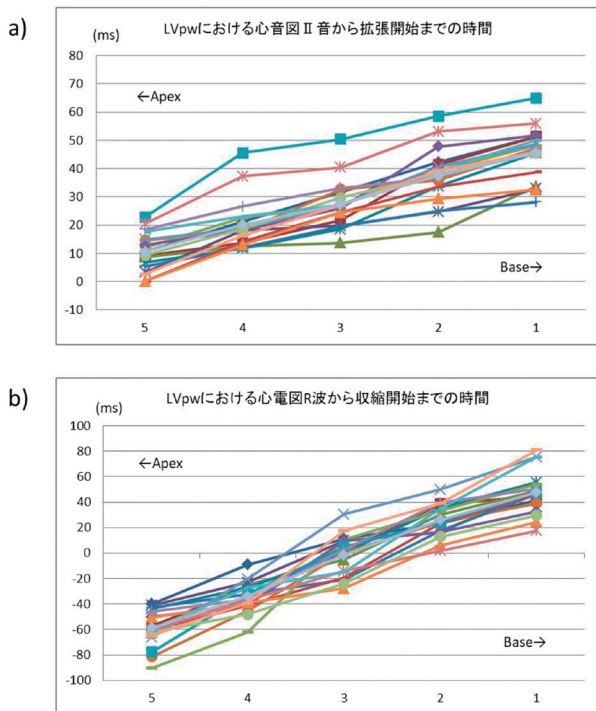 a)
LVpwにおける心音図Ⅱ音から拡張開始までの時間
(ms)
80
70
60
50
40
30
20
10
0
-10
←Apex
Base→
5 4 3 2 1
b)
LVpwにおける心電図R波から収縮開始までの時間
(ms)
100
80
60
40
20
0
-20
-40
-60
-80
-100
←Apex
Base→
5 4 3 2 1